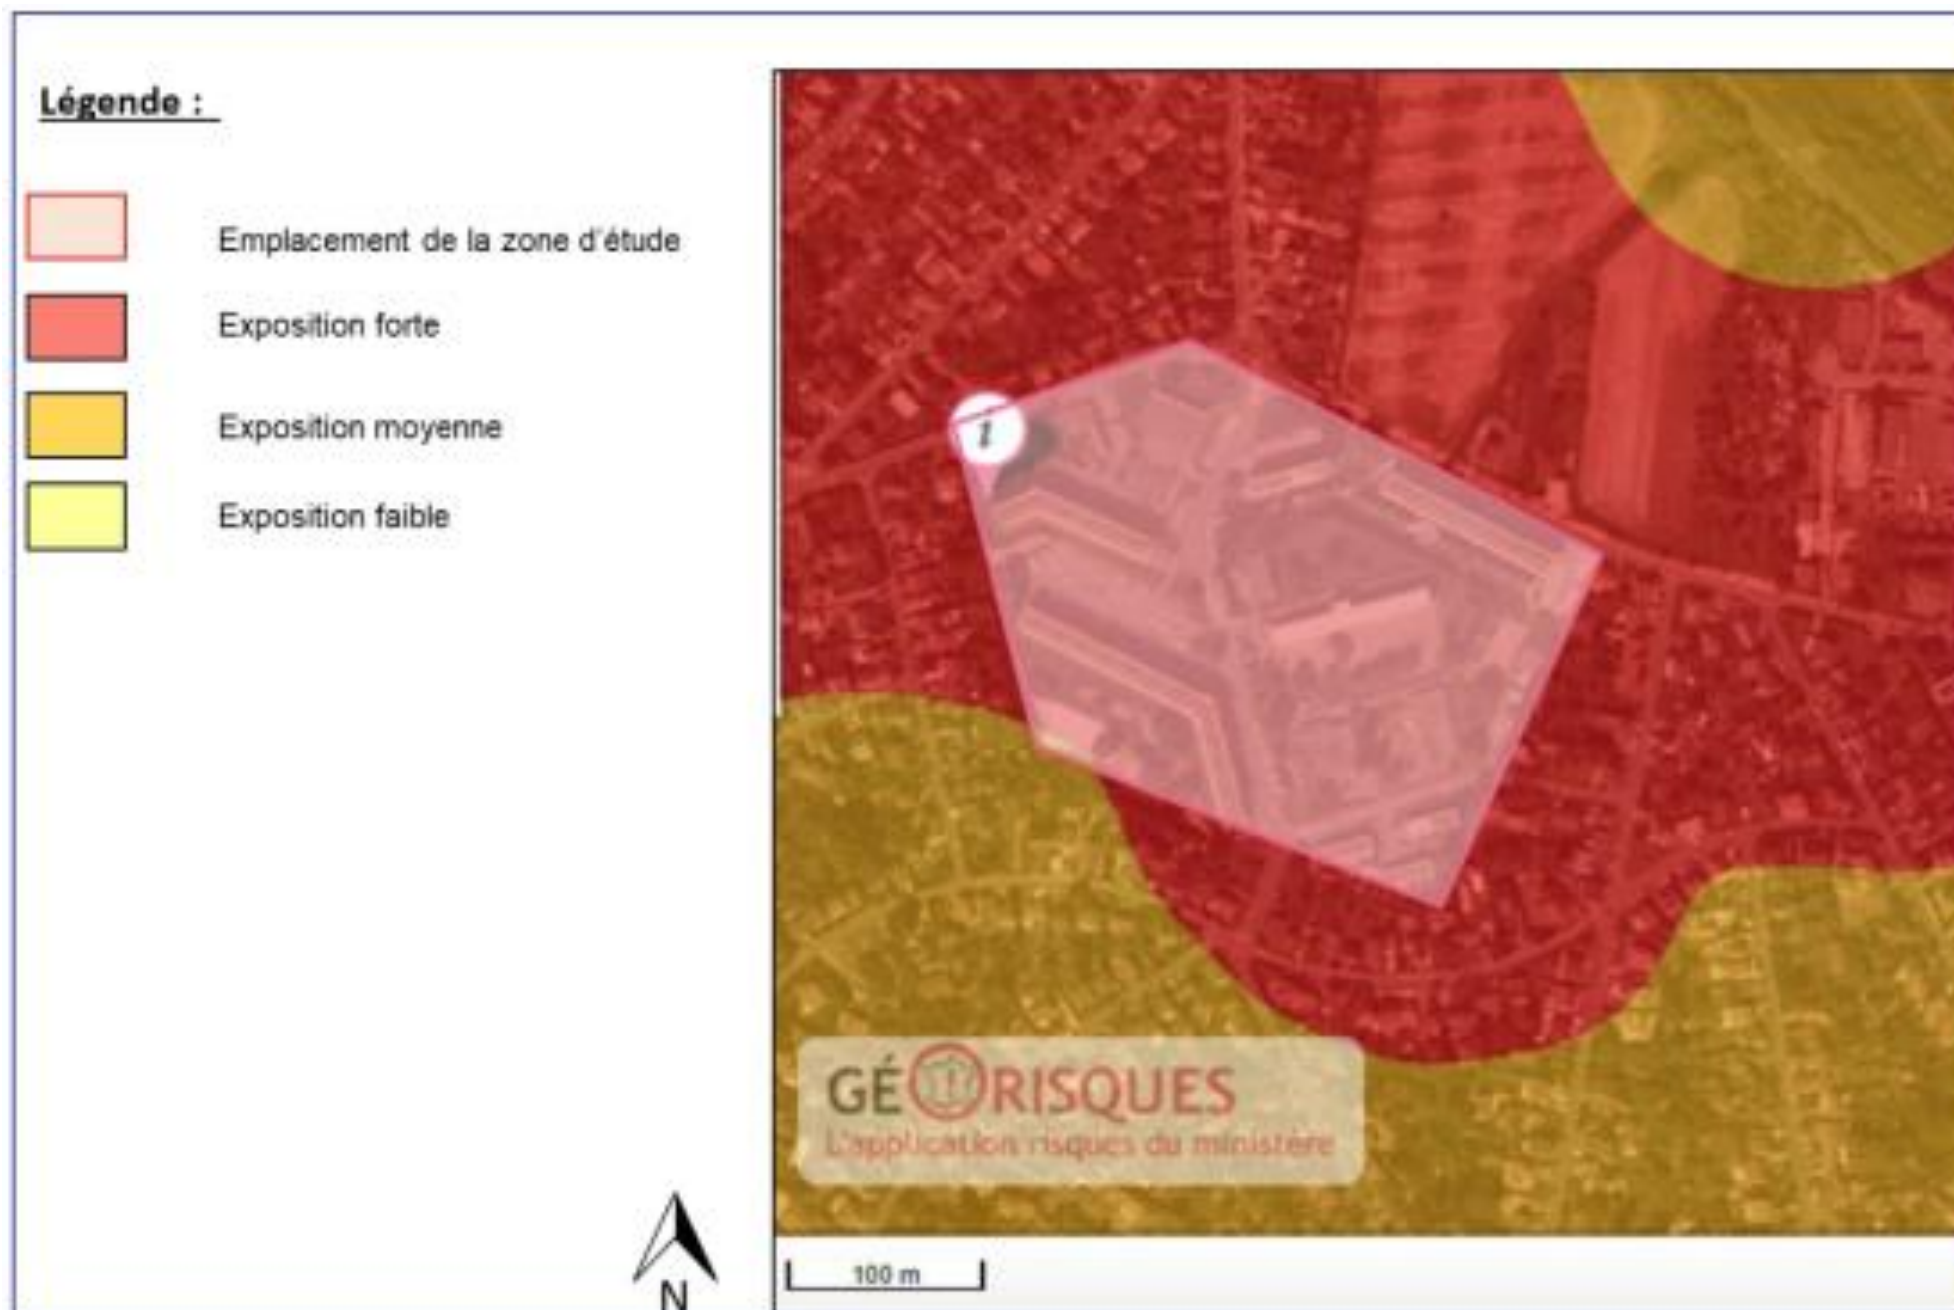 Légende :
Emplacement de la zone d'étude
Exposition forte
Exposition moyenne
Exposition faible
GÉORISQUES
L'application risques du ministère
N
100 m